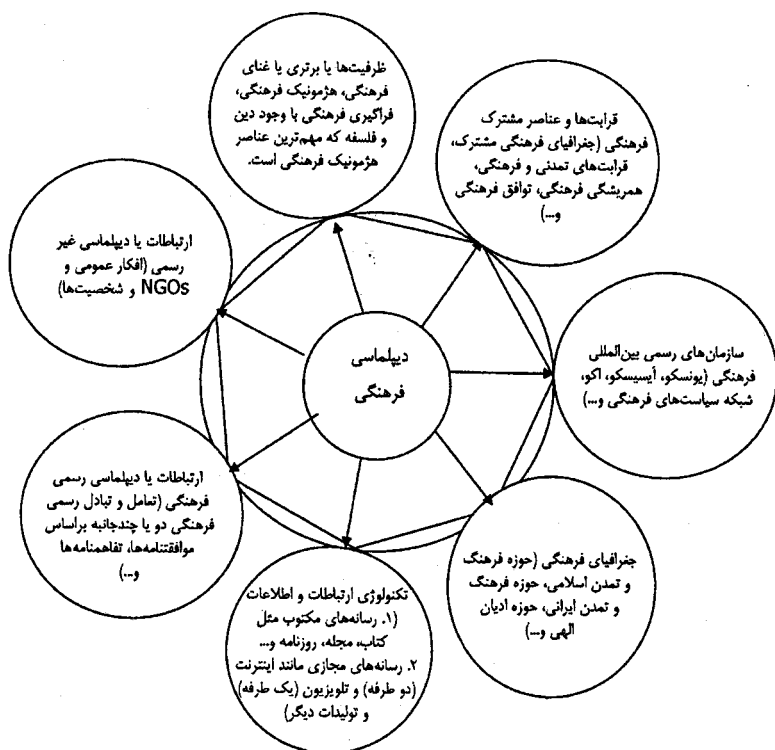 ظرفیت‌ها یا برتری یا غنای
فرهنگی، هژمونیک فرهنگی،
فراگیری فرهنگی با وجود دین
و فلسفه که مهم‌ترین عناصر
هژمونیک فرهنگی است.
قرابت‌ها و عناصر مشترک
فرهنگی (جغرافیای فرهنگی مشترک،
قرابت‌های تمدنی و فرهنگی،
همریشگی فرهنگی، توافق فرهنگی
و...)
سازمان‌های رسمی بین‌المللی
فرهنگی (یونسکو، آیسیسکو، اکو،
شبکه سیاست‌های فرهنگی و...)
جغرافیای فرهنگی (حوزه فرهنگ
و تمدن اسلامی، حوزه فرهنگ
و تمدن ایرانی، حوزه ادیان
الهی و...)
تکنولوژی ارتباطات و اطلاعات
(۱. رسانه‌های مکتوب مثل
کتاب، مجله، روزنامه و...
۲. رسانه‌های مجازی مانند اینترنت
(دو طرفه) و تلویزیون (یک طرفه)
و تولیدات دیگر)
ارتباطات یا دیپلماسی رسمی
فرهنگی (تعامل و تبادل رسمی
فرهنگی دو یا چندجانبه براساس
موافقتنامه‌ها، تفاهمنامه‌ها
و...)
ارتباطات یا دیپلماسی غیر
رسمی (افکار عمومی و
NGOs و شخصیت‌ها)
دیپلماسی
فرهنگی